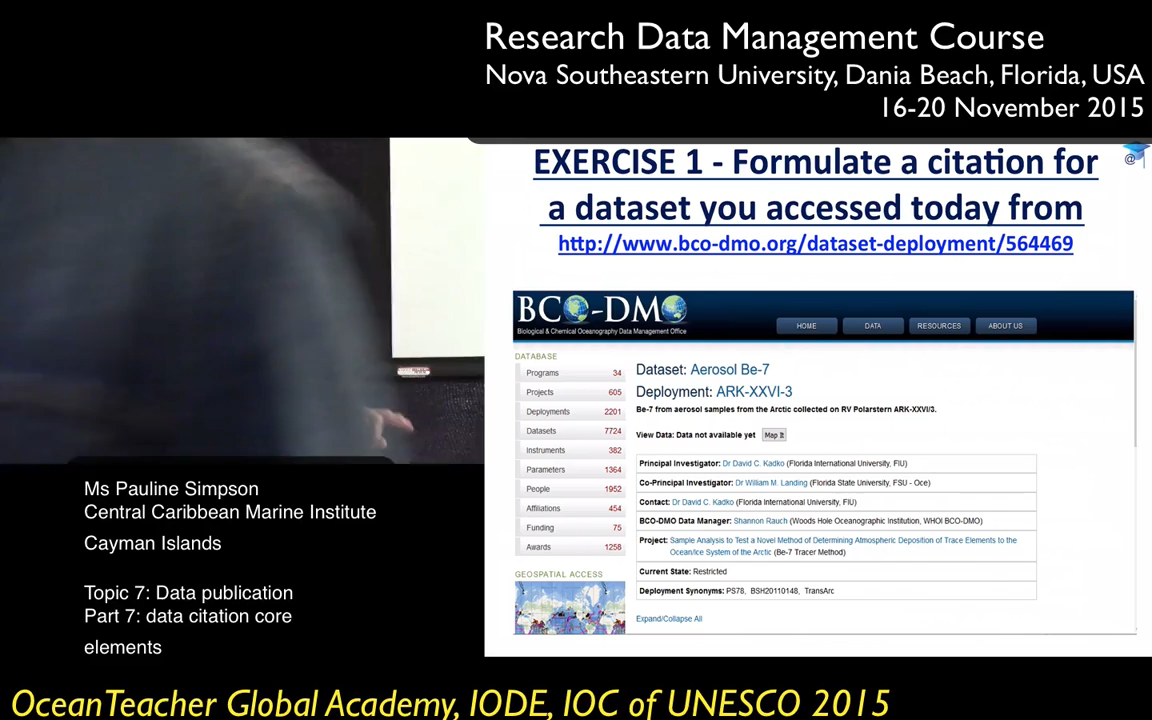 Research Data Management Course
Nova Southeastern University, Dania Beach, Florida, USA
16-20 November 2015
EXERCISE 1 - Formulate a citation for
a dataset you accessed today from
http://www.bco-dmo.org/dataset-deployment/564469
@
BCO-DMO
Biological & Chemical Oceanography Data Management Office
HOME DATA RESOURCES ABOUT US
DATABASE
Programs 34
Projects 605
Deployments 2201
Datasets 7724
Instruments 382
Parameters 1364
People 1952
Affiliations 454
Funding 75
Awards 1258
GEOSPATIAL ACCESS
Dataset: Aerosol Be-7
Deployment: ARK-XXVI-3
Be-7 from aerosol samples from the Arctic collected on RV Polarstern ARK-XXVI/3.
View Data: Data not available yet Map It
Principal Investigator: Dr David C. Kadko (Florida International University, FIU)
Co-Principal Investigator: Dr William M. Landing (Florida State University, FSU - Oce)
Contact: Dr David C. Kadko (Florida International University, FIU)
BCO-DMO Data Manager: Shannon Rauch (Woods Hole Oceanographic Institution, WHOI BCO-DMO)
Project: Sample Analysis to Test a Novel Method of Determining Atmospheric Deposition of Trace Elements to the
Ocean/Ice System of the Arctic (Be-7 Tracer Method)
Current State: Restricted
Deployment Synonyms: PS78, BSH20110148, TransArc
Expand/Collapse All
Ms Pauline Simpson
Central Caribbean Marine Institute
Cayman Islands
Topic 7: Data publication
Part 7: data citation core
elements
OceanTeacher Global Academy, IODE, IOC of UNESCO 2015